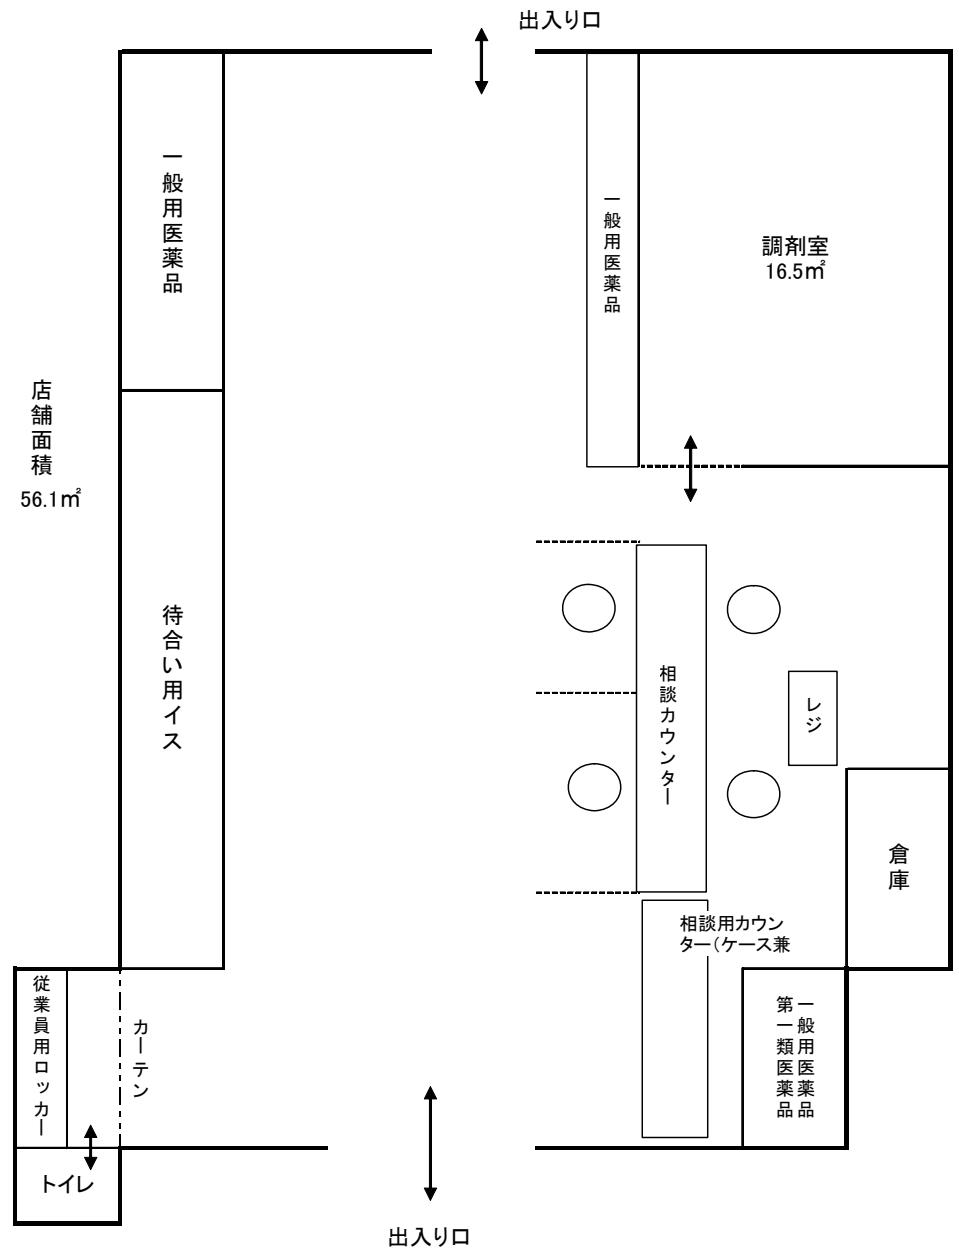 出入り口
一般用医薬品
一般用医薬品
調剤室
16.5㎡
店舗面積
56.1㎡
待合い用イス
相談カウンター
レジ
倉庫
相談用カウン
ター（ケース兼
従業員用ロッカー
カーテン
一般用医薬品
第一類医薬品
トイレ
出入り口